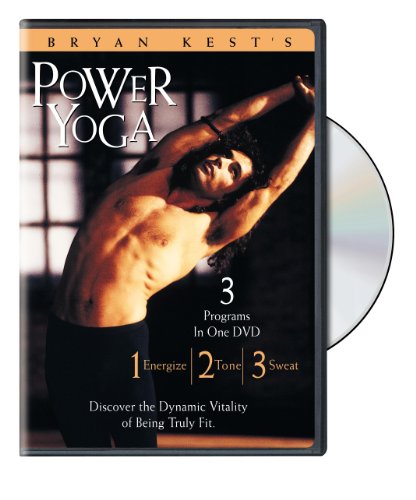 BRYAN KEST'S
POWER
YOGA
3
Programs
In One DVD
1 Energize | 2 Tone | 3 Sweat
Discover the Dynamic Vitality
of Being Truly Fit.